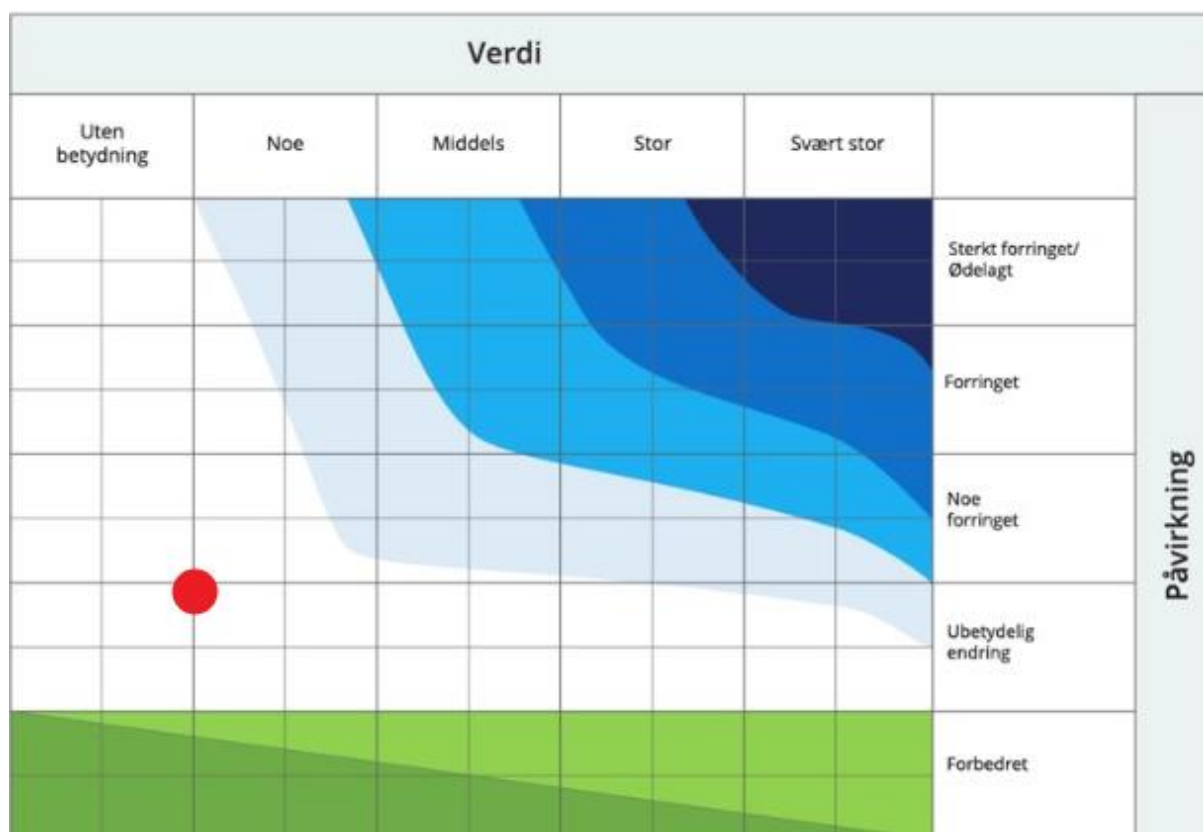 Verdi
Uten
betydning
Noe
Middels
Stor
Svært stor
Sterkt forringet/
Ødelagt
Forringet
Noe
forringet
Ubetydelig
endring
Forbedret
Påvirkning